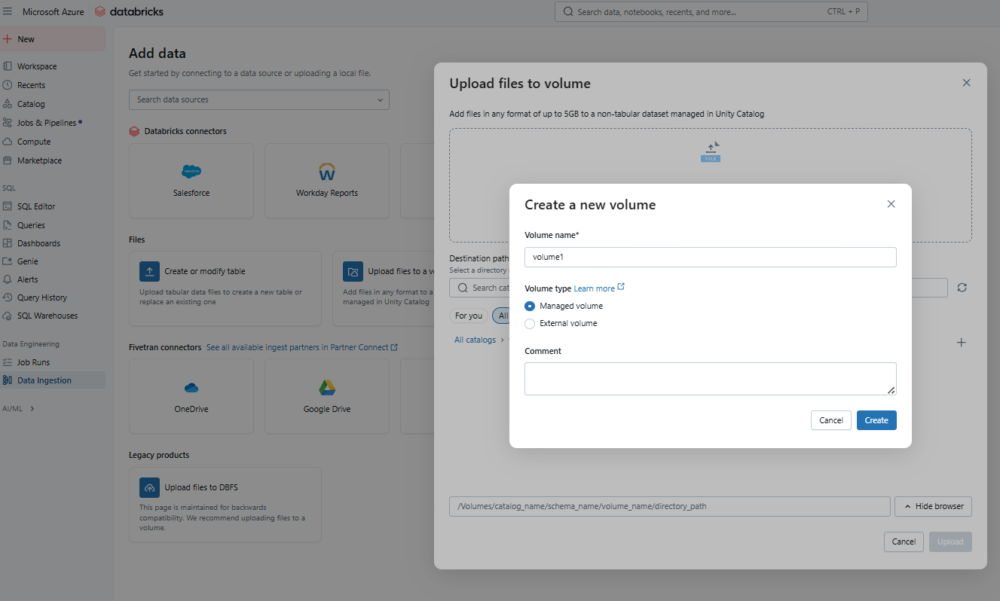 Microsoft Azure databricks
Search data, notebooks, recents, and more... CTRL + P
New
Workspace
Recents
Catalog
Jobs & Pipelines
Compute
Marketplace
SQL
SQL Editor
Queries
Dashboards
Genie
Alerts
Query History
SQL Warehouses
Data Engineering
Job Runs
Data Ingestion
AI/ML
Add data
Get started by connecting to a data source or uploading a local file.
Search data sources
Databricks connectors
salesforce
Salesforce
Workday Reports
Files
Create or modify table
Upload tabular data files to create a new table or
replace an existing one
Upload files to a
Add files in any format to a
managed in Unity Catalog
Fivetran connectors See all available ingest partners in Partner Connect
OneDrive
Google Drive
Legacy products
Upload files to DBFS
This page is maintained for backwards
compatibility. We recommend uploading files to a
volume.
Upload files to volume
Add files in any format of up to 5GB to a non-tabular dataset managed in Unity Catalog
FILE
Destination path
Select a directory
Search
For you All
All catalogs
Create a new volume
Volume name*
volume1
Volume type Learn more
Managed volume
External volume
Comment
Cancel Create
/Volumes/catalog_name/schema_name/volume_name/directory_path
Hide browser
Cancel Upload